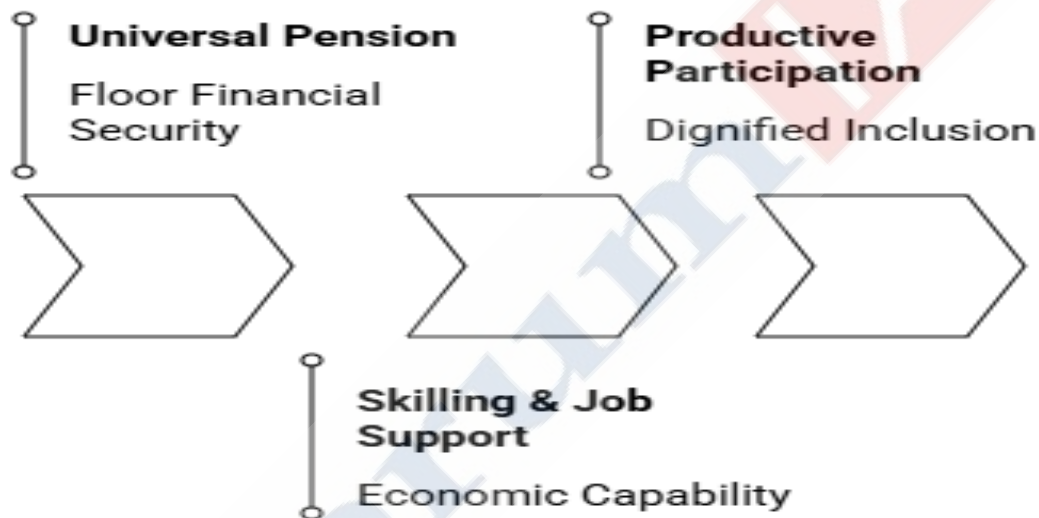 Universal Pension
Floor Financial
Security
Productive
Participation
Dignified Inclusion
Skilling & Job
Support
Economic Capability